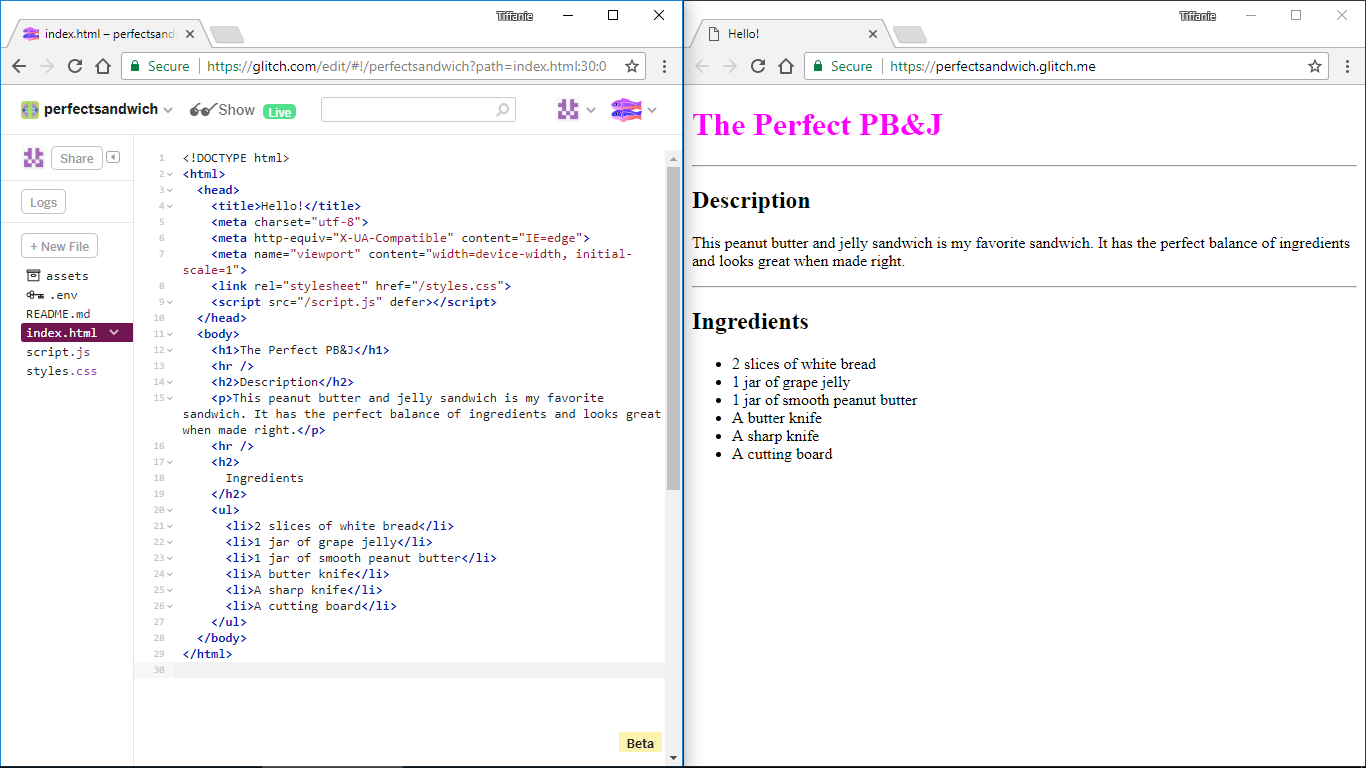 Tiffanie
index.html – perfectsand
Secure https://glitch.com/edit/#!/perfectsandwich?path=index.html:30:0
perfectsandwich Show Live
Share
Logs
+ New File
assets
.env
README.md
index.html
script.js
styles.css
1 <!DOCTYPE html>
2 <html>
3 <head>
4 <title>Hello!</title>
5 <meta charset="utf-8">
6 <meta http-equiv="X-UA-Compatible" content="IE=edge">
7 <meta name="viewport" content="width=device-width, initial-
scale=1">
8 <link rel="stylesheet" href="/styles.css">
9 <script src="/script.js" defer></script>
10 </head>
11 <body>
12 <h1>The Perfect PB&J</h1>
13 <hr />
14 <h2>Description</h2>
15 <p>This peanut butter and jelly sandwich is my favorite
sandwich. It has the perfect balance of ingredients and looks great
when made right.</p>
16 <hr />
17 <h2>
18 Ingredients
19 </h2>
20 <ul>
21 <li>2 slices of white bread</li>
22 <li>1 jar of grape jelly</li>
23 <li>1 jar of smooth peanut butter</li>
24 <li>A butter knife</li>
25 <li>A sharp knife</li>
26 <li>A cutting board</li>
27 </ul>
28 </body>
29 </html>
30
Beta
Tiffanie
Hello!
Secure https://perfectsandwich.glitch.me
The Perfect PB&J
Description
This peanut butter and jelly sandwich is my favorite sandwich. It has the perfect balance of ingredients
and looks great when made right.
Ingredients
• 2 slices of white bread
• 1 jar of grape jelly
• 1 jar of smooth peanut butter
• A butter knife
• A sharp knife
• A cutting board